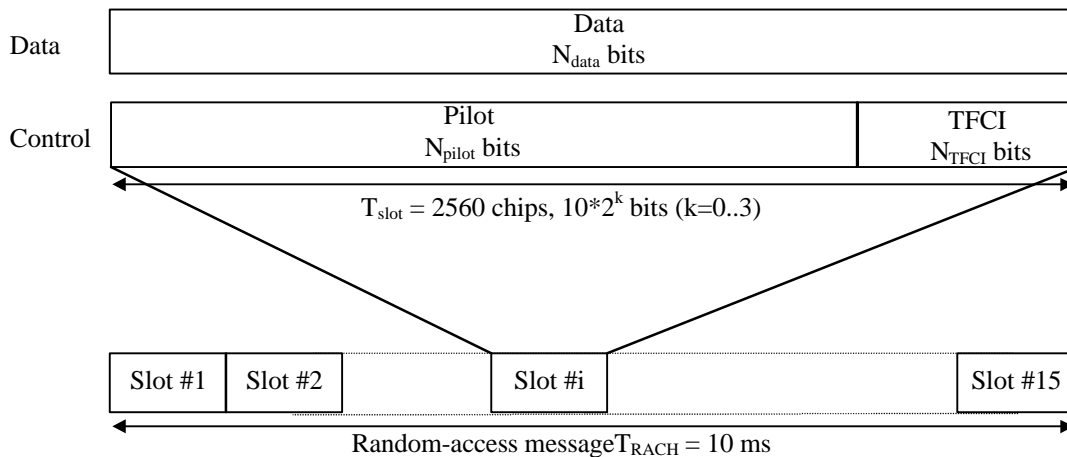 Data
Data
N_data bits
Control
Pilot
N_pilot bits
TFCI
N_TFCI bits
T_slot = 2560 chips, 10*2^k bits (k=0..3)
Slot #1
Slot #2
Slot #i
Slot #15
Random-access messageT_RACH = 10 ms